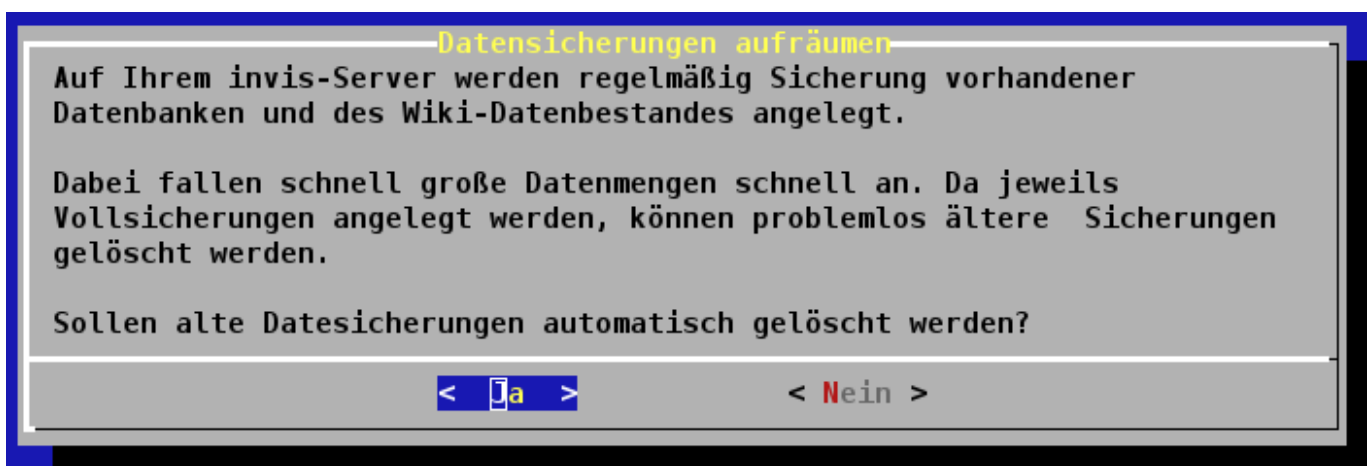 Datensicherungen aufräumen
Auf Ihrem invis-Server werden regelmäßig Sicherung vorhandener
Datenbanken und des Wiki-Datenbestandes angelegt.
Dabei fallen schnell große Datenmengen schnell an. Da jeweils
Vollsicherungen angelegt werden, können problemlos ältere  Sicherungen
gelöscht werden.
Sollen alte Datesicherungen automatisch gelöscht werden?
<  Ja  > < Nein >